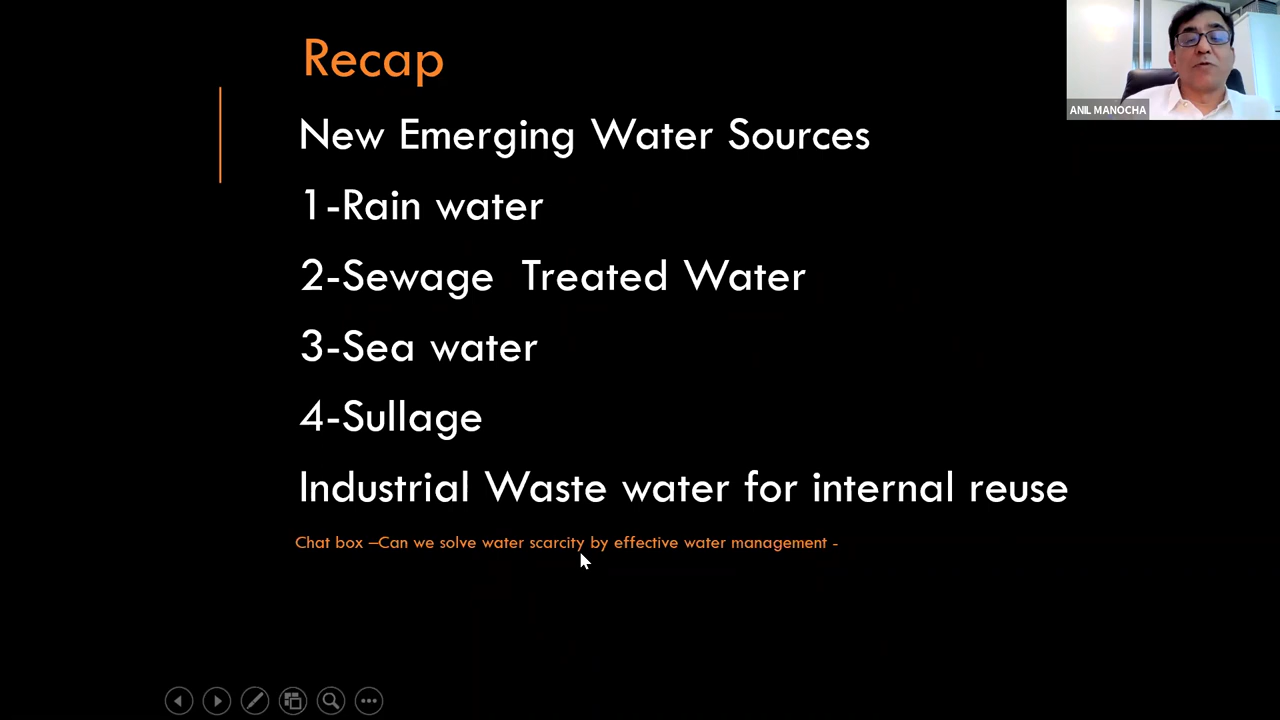 Recap
New Emerging Water Sources
1-Rain water
2-Sewage  Treated Water
3-Sea water
4-Sullage
Industrial Waste water for internal reuse
Chat box –Can we solve water scarcity by effective water management -
ANIL MANOCHA